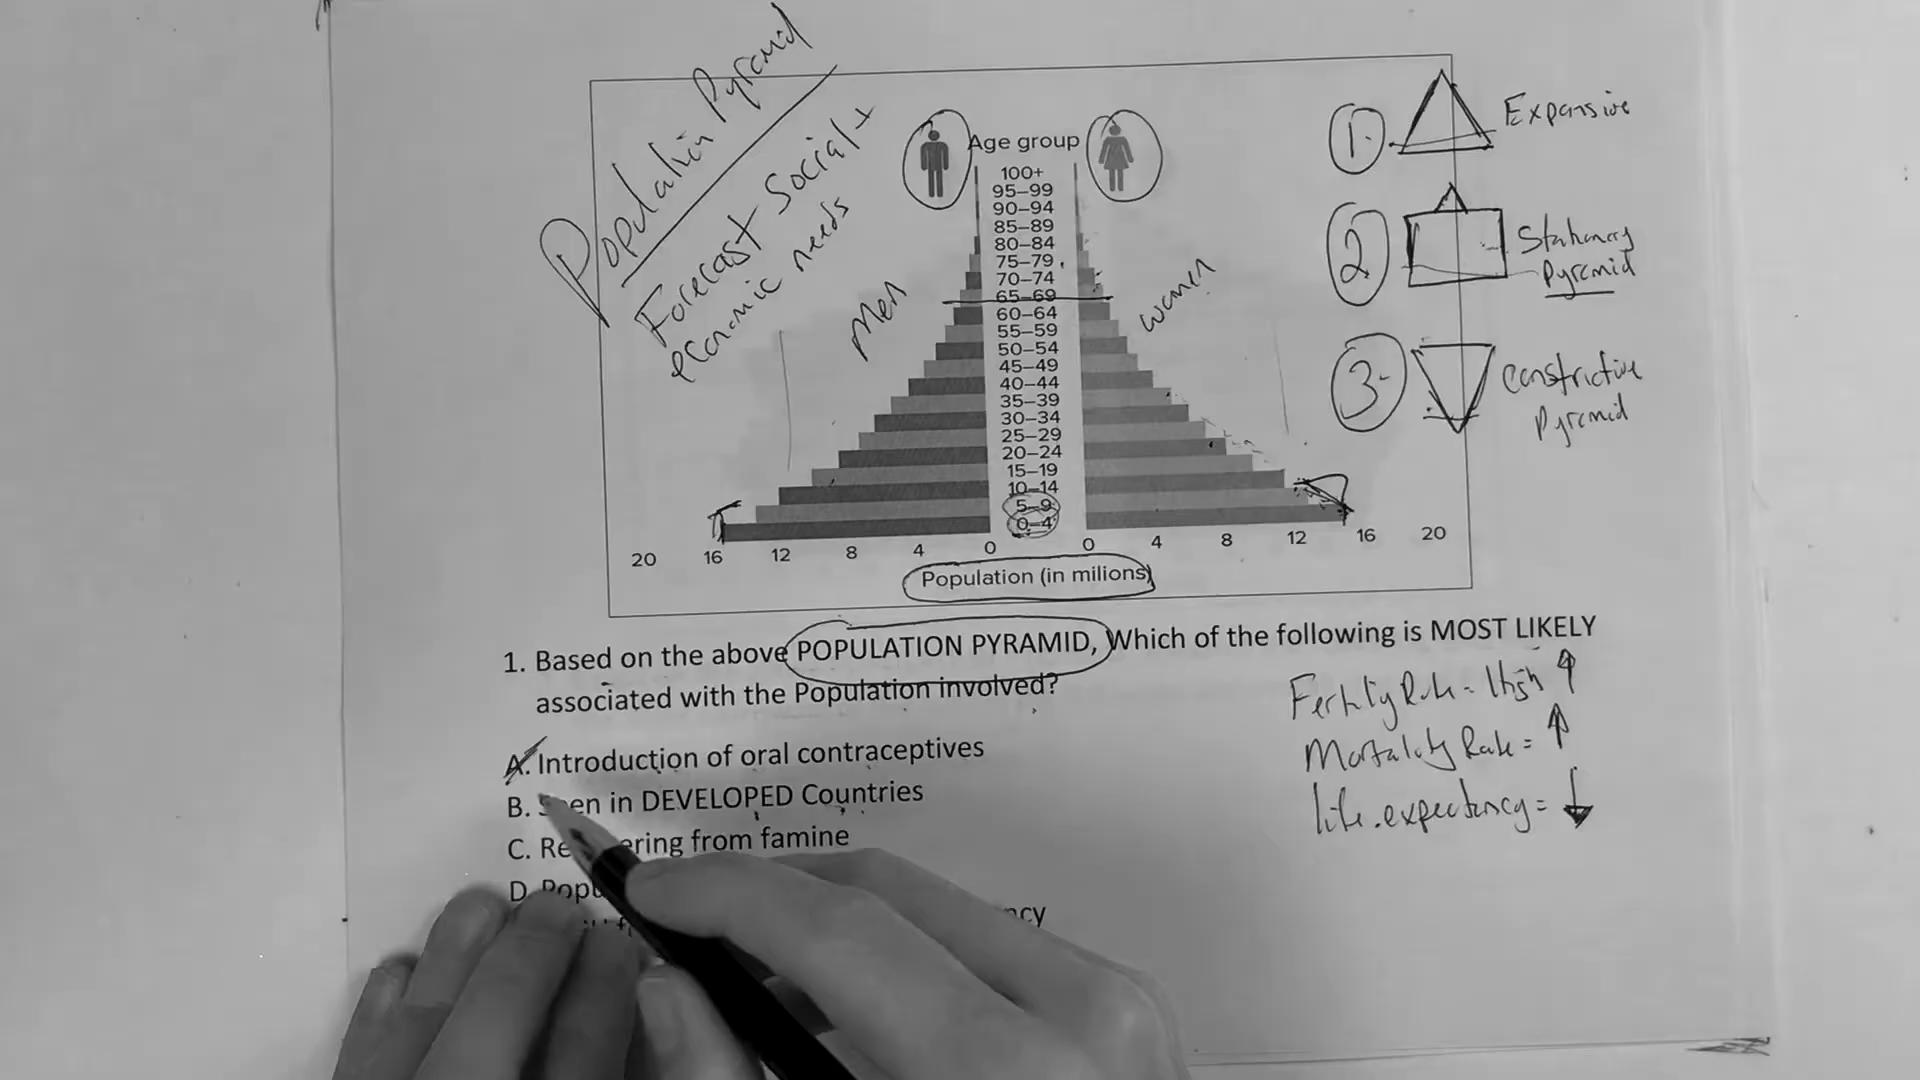 Population Pyramid
Forecast Social +
economic needs
Men
Women
Age group
100+
95–99
90–94
85–89
80–84
75–79
70–74
65–69
60–64
55–59
50–54
45–49
40–44
35–39
30–34
25–29
20–24
15–19
10–14
5–9
0–4
20 16 12 8 4 0 0 4 8 12 16 20
Population (in milions)
1. Expansive
2 Stationary
Pyramid
3. Constrictive
Pyramid
1. Based on the above POPULATION PYRAMID, Which of the following is MOST LIKELY
associated with the Population involved?
A. Introduction of oral contraceptives
B. in DEVELOPED Countries
C. from famine
D.
Fertility Rate = High ↑
Mortality Rate = ↑
life.expectancy = ↓